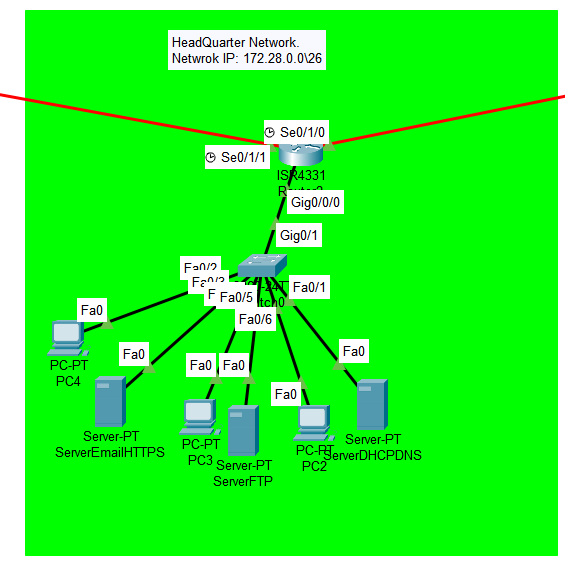 HeadQuarter Network.
Netwrok IP: 172.28.0.0\26
Se0/1/0
Se0/1/1
ISR4331
Gig0/0/0
Gig0/1
Fa0/2
Fa0/1
Fa0/5
Fa0/6
Fa0
Fa0
Fa0
Fa0
Fa0
Fa0
PC-PT
PC4
Server-PT
ServerEmailHTTPS
PC-PT
PC3
Server-PT
ServerFTP
PC-PT
PC2
Server-PT
ServerDHCPDNS